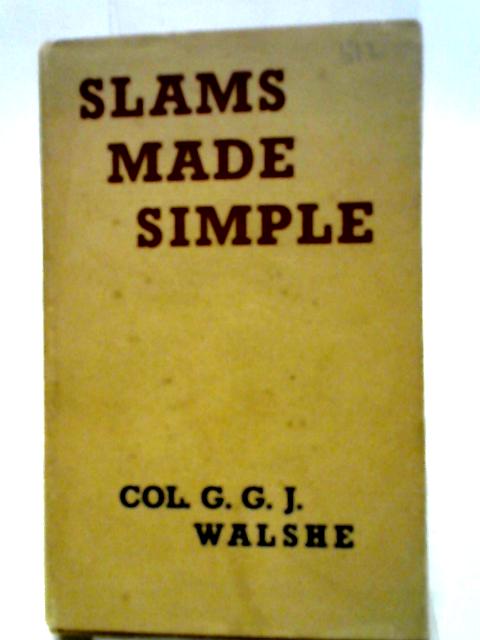 SLAMS
MADE
SIMPLE
COL. G. G. J.
WALSHE